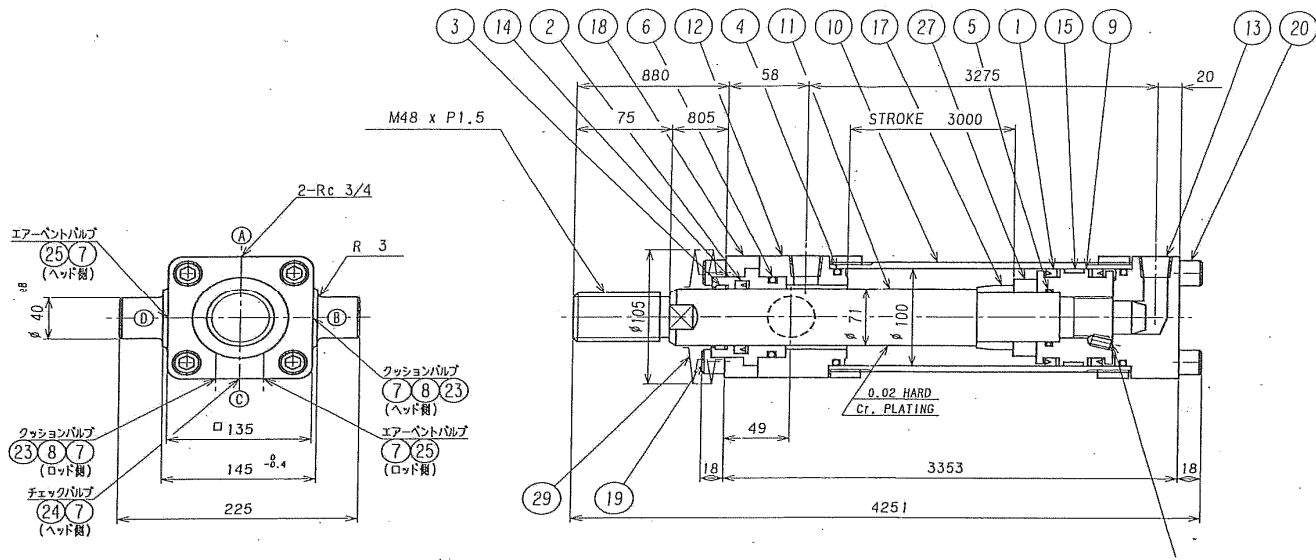 3 14 2 18 6 12 4 11 10 17 27 5 1 15 9 13 20
880 58 3275 20
75 805 STROKE 3000
M48 x P1.5
2-Rc 3/4
エアーベントバルブ
25 7
(ヘッド側)
R 3
φ 40 e8
A
D
B
C
クッションバルブ
7 8 23
(ヘッド側)
エアーベントバルブ
7 25
(ロッド側)
クッションバルブ
23 8 7
(ロッド側)
チェックバルブ
24 7
(ヘッド側)
□135
145 0 -0.4
225
φ105
φ71
φ100
0.02 HARD
Cr. PLATING
49
18 3353 18
4251
29 19